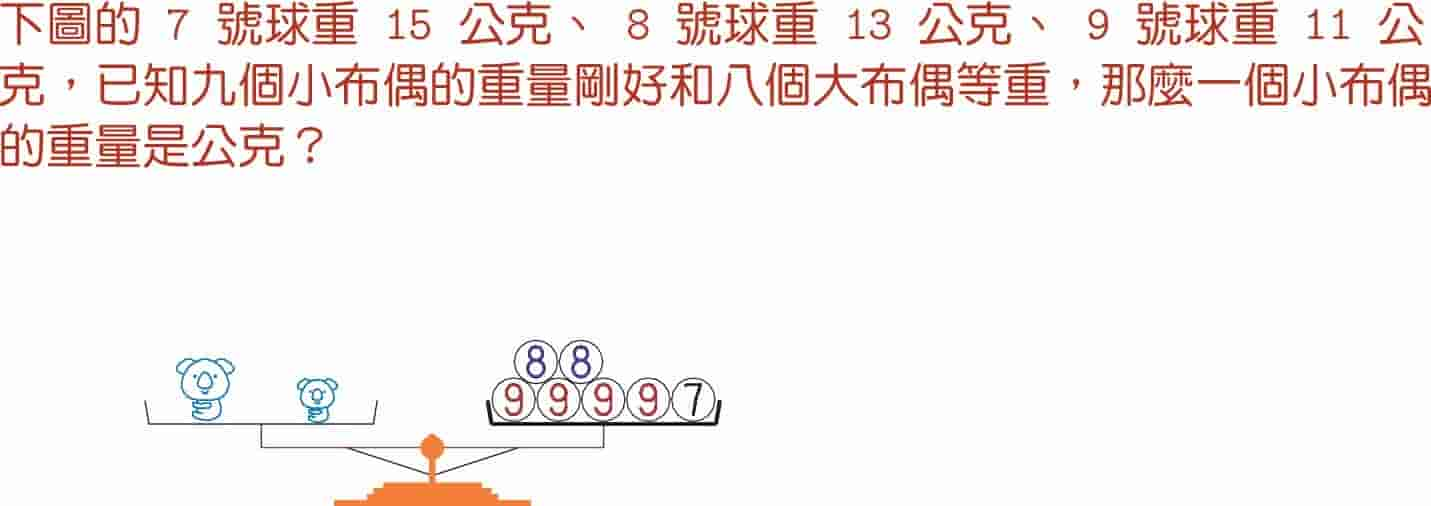 下圖的 7 號球重 15 公克、 8 號球重 13 公克、 9 號球重 11 公
克，已知九個小布偶的重量剛好和八個大布偶等重，那麼一個小布偶
的重量是公克？
8 8
9 9 9 9 7